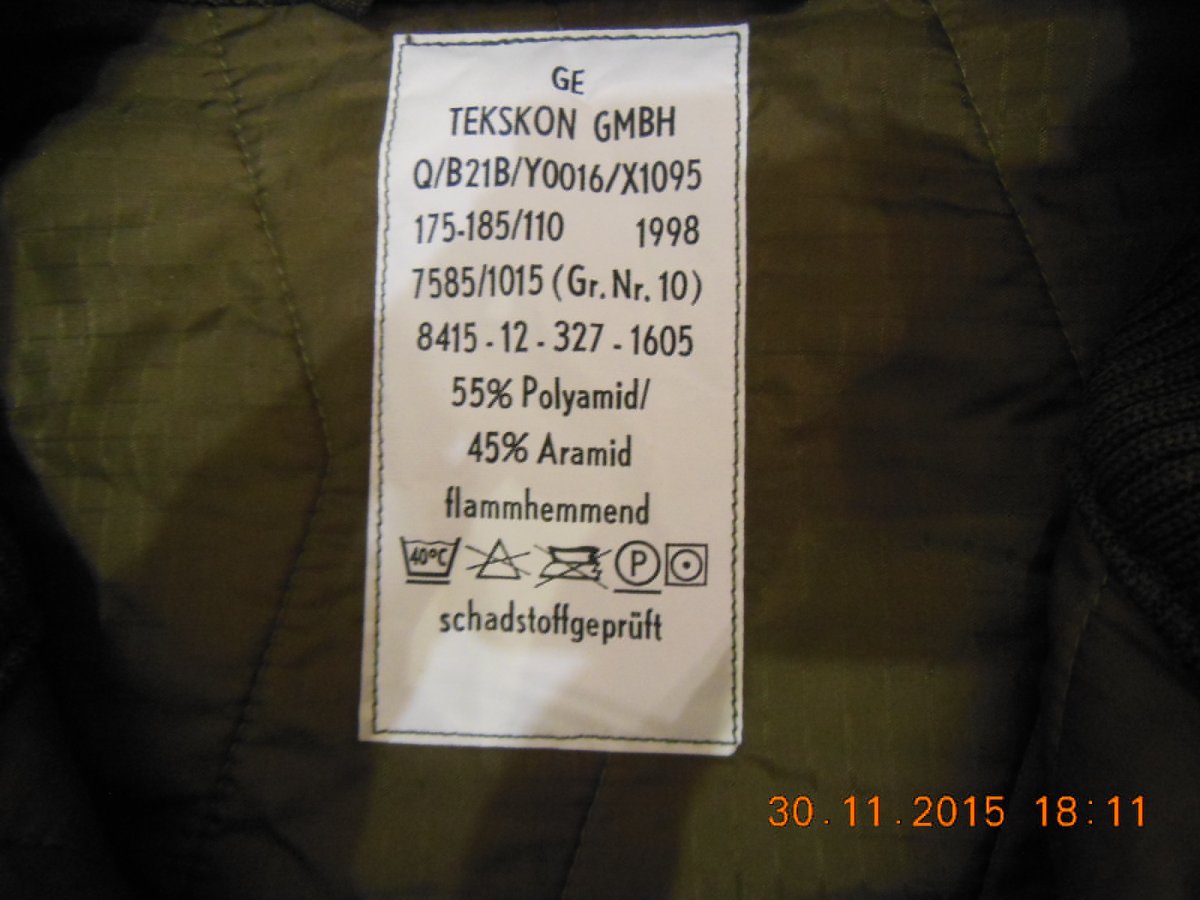 GE
TEKSKON GMBH
Q/B21B/Y0016/X1095
175-185/110 1998
7585/1015 (Gr. Nr. 10)
8415 - 12 - 327 - 1605
55% Polyamid/
45% Aramid
flammhemmend
40°C P
schadstoffgeprüft
30.11.2015 18:11